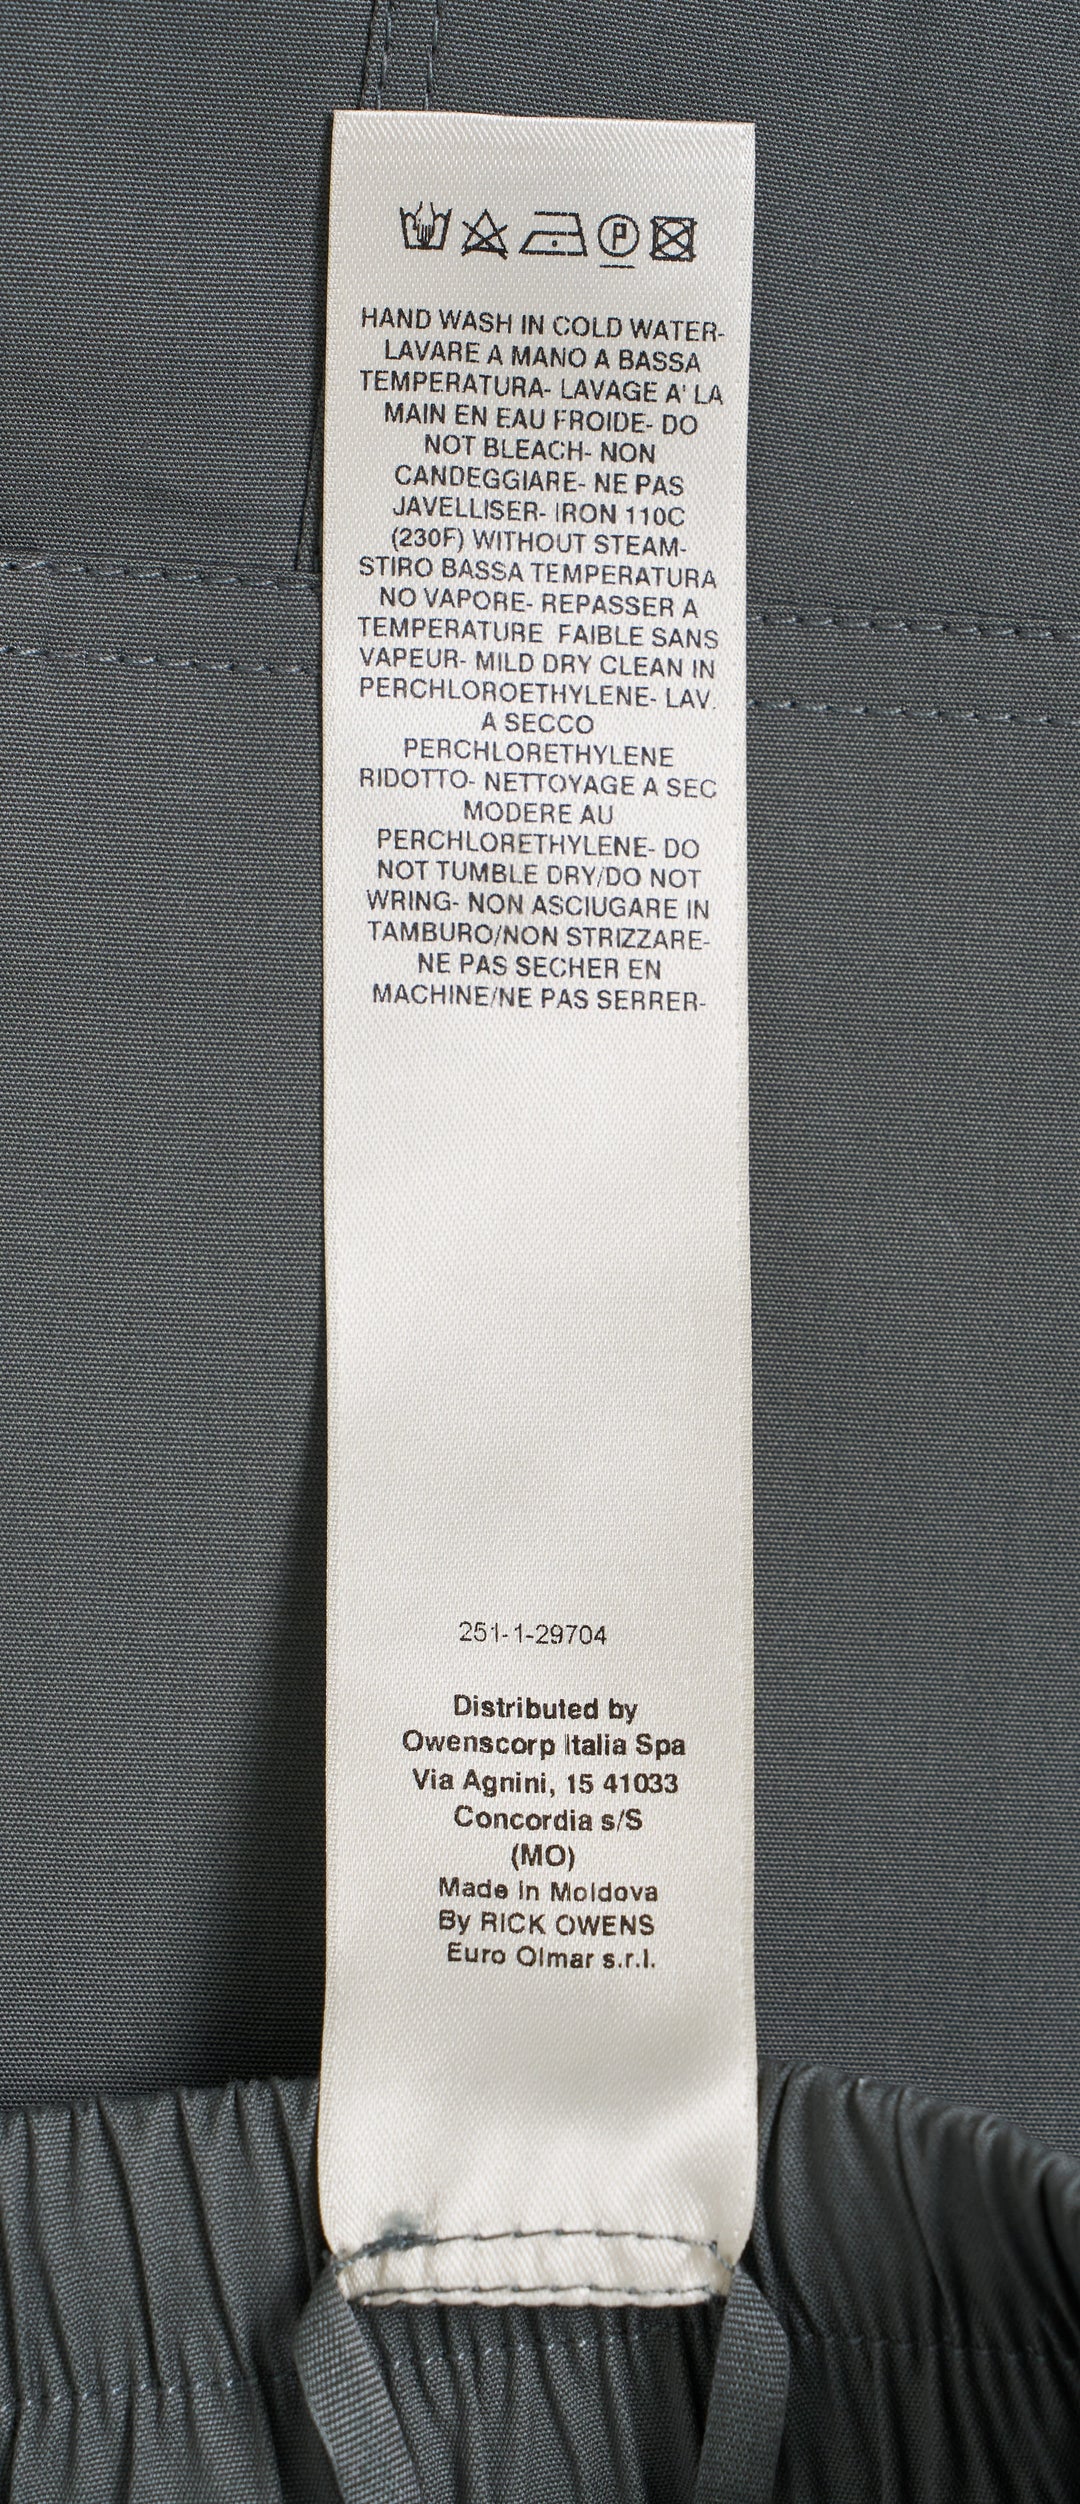 P
HAND WASH IN COLD WATER-
LAVARE A MANO A BASSA
TEMPERATURA- LAVAGE A' LA
MAIN EN EAU FROIDE- DO
NOT BLEACH- NON
CANDEGGIARE- NE PAS
JAVELLISER- IRON 110C
(230F) WITHOUT STEAM-
STIRO BASSA TEMPERATURA
NO VAPORE- REPASSER A
TEMPERATURE FAIBLE SANS
VAPEUR- MILD DRY CLEAN IN
PERCHLOROETHYLENE- LAV.
A SECCO
PERCHLORETHYLENE
RIDOTTO- NETTOYAGE A SEC
MODERE AU
PERCHLORETHYLENE- DO
NOT TUMBLE DRY/DO NOT
WRING- NON ASCIUGARE IN
TAMBURO/NON STRIZZARE-
NE PAS SECHER EN
MACHINE/NE PAS SERRER-
251-1-29704
Distributed by
Owenscorp Italia Spa
Via Agnini, 15 41033
Concordia s/S
(MO)
Made in Moldova
By RICK OWENS
Euro Olmar s.r.l.